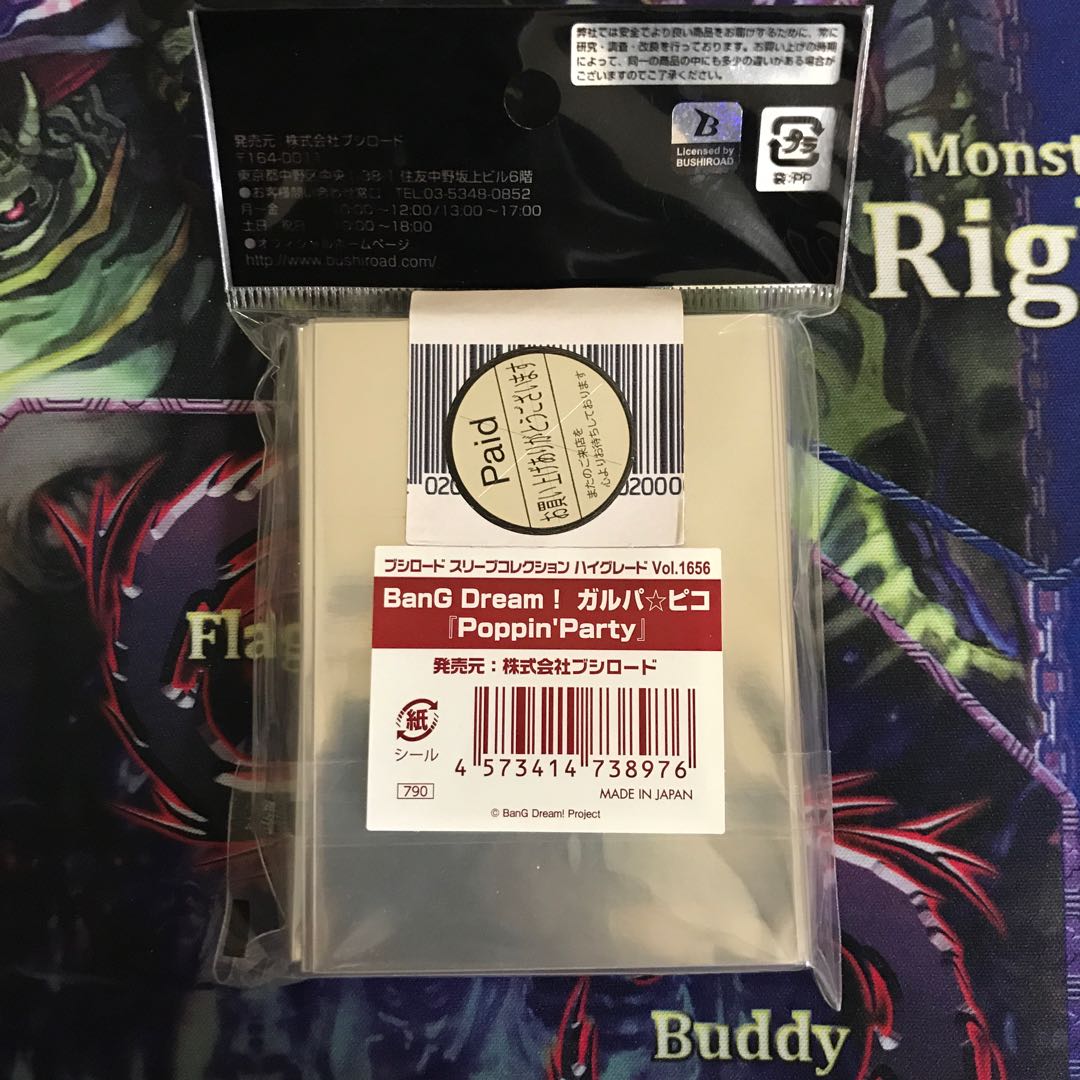 弊社では安全でより良い商品をお届けするために、常に
研究・調査・改良を行っております。お買い上げの時期
によって、同一の商品の中にも多少の違いがある場合が
ございますのでご了承ください。
B
Licensed by
BUSHIROAD
プラ
袋:PP
発売元 株式会社ブシロード
〒164-0011
東京都中野区中央1-38-1 住友中野坂上ビル6階
●お客様問い合わせ窓口 TEL.03-5348-0852
月～金 10:00～12:00/13:00～17:00
土日・祝日 10:00～18:00
●オフィシャルホームページ
http://www.bushiroad.com/
Monst
Rig
Paid
お買い上げありがとうございます
またのご来店を
心よりお待ちしております
020
02000
ブシロード スリーブコレクション ハイグレード Vol.1656
BanG Dream！ ガルパ☆ピコ
『Poppin'Party』
発売元：株式会社ブシロード
紙
シール
4 573414 738976
790
MADE IN JAPAN
© BanG Dream! Project
Flag
Buddy